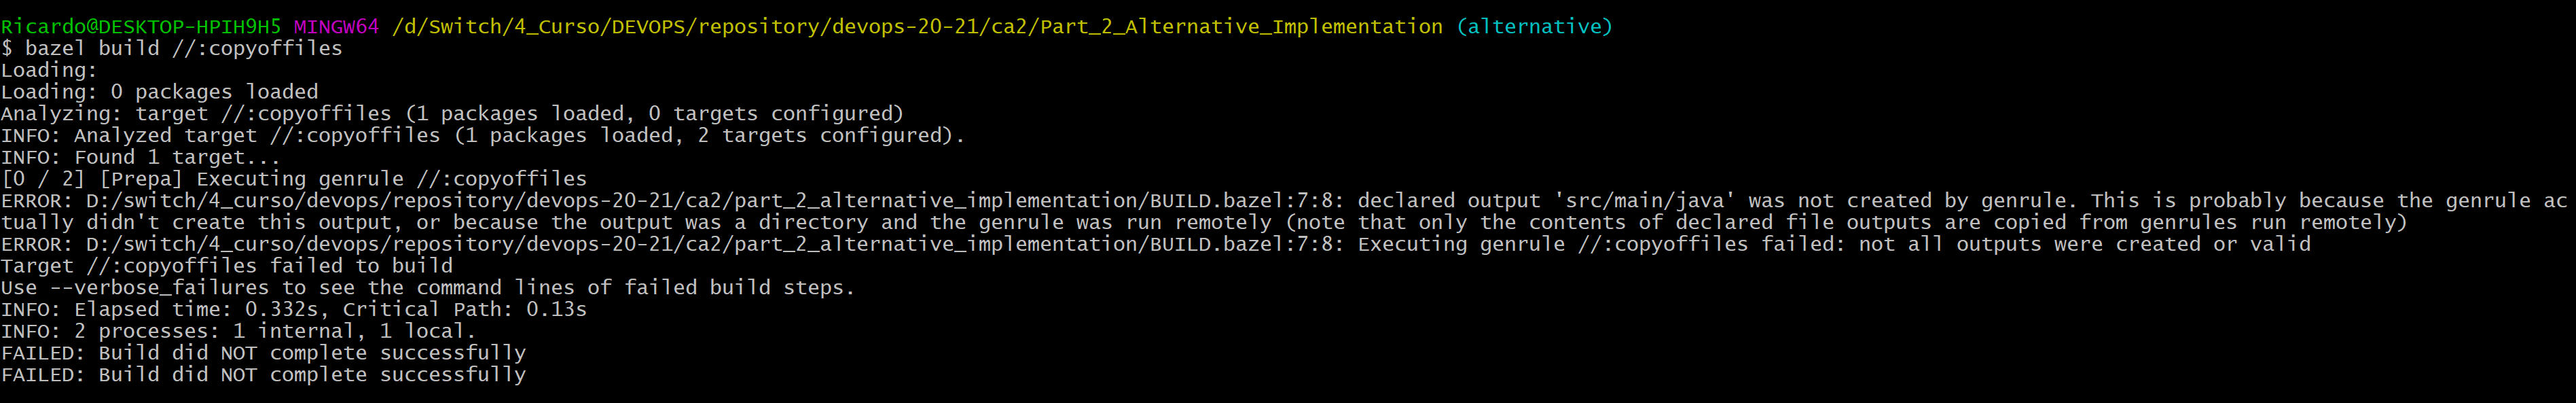 Ricardo@DESKTOP-HPIH9H5 MINGW64 /d/Switch/4_Curso/DEVOPS/repository/devops-20-21/ca2/Part_2_Alternative_Implementation (alternative)
$ bazel build //:copyoffiles
Loading:
Loading: 0 packages loaded
Analyzing: target //:copyoffiles (1 packages loaded, 0 targets configured)
INFO: Analyzed target //:copyoffiles (1 packages loaded, 2 targets configured).
INFO: Found 1 target...
[0 / 2] [Prepa] Executing genrule //:copyoffiles
ERROR: D:/switch/4_curso/devops/repository/devops-20-21/ca2/part_2_alternative_implementation/BUILD.bazel:7:8: declared output 'src/main/java' was not created by genrule. This is probably because the genrule ac
tually didn't create this output, or because the output was a directory and the genrule was run remotely (note that only the contents of declared file outputs are copied from genrules run remotely)
ERROR: D:/switch/4_curso/devops/repository/devops-20-21/ca2/part_2_alternative_implementation/BUILD.bazel:7:8: Executing genrule //:copyoffiles failed: not all outputs were created or valid
Target //:copyoffiles failed to build
Use --verbose_failures to see the command lines of failed build steps.
INFO: Elapsed time: 0.332s, Critical Path: 0.13s
INFO: 2 processes: 1 internal, 1 local.
FAILED: Build did NOT complete successfully
FAILED: Build did NOT complete successfully